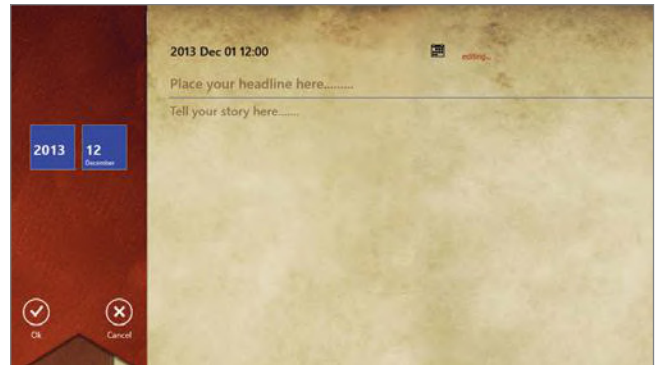 2013 Dec 01 12:00
editing...
Place your headline here.........
Tell your story here.......
2013
12
December
Ok
Cancel